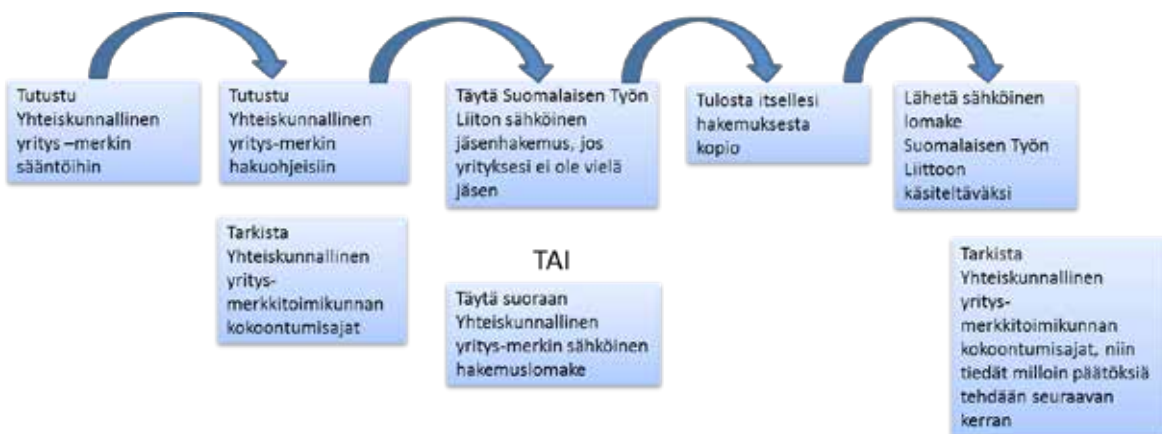 Tutustu
Yhteiskunnallinen
yritys –merkin
sääntöihin
Tutustu
Yhteiskunnallinen
yritys-merkin
hakuohjeisiin
Tarkista
Yhteiskunnallinen
yritys-
merkkitoimikunnan
kokoontumisajat
Täytä Suomalaisen Työn
Liiton sähköinen
jäsenhakemus, jos
yrityksesi ei ole vielä
jäsen
TAI
Täytä suoraan
Yhteiskunnallinen
yritys-merkin sähköinen
hakemuslomake
Tulosta itsellesi
hakemuksesta
kopio
Lähetä sähköinen
lomake
Suomalaisen Työn
Liittoon
käsiteltäväksi
Tarkista
Yhteiskunnallinen
yritys-
merkkitoimikunnan
kokoontumisajat, niin
tiedät milloin päätöksiä
tehdään seuraavan
kerran